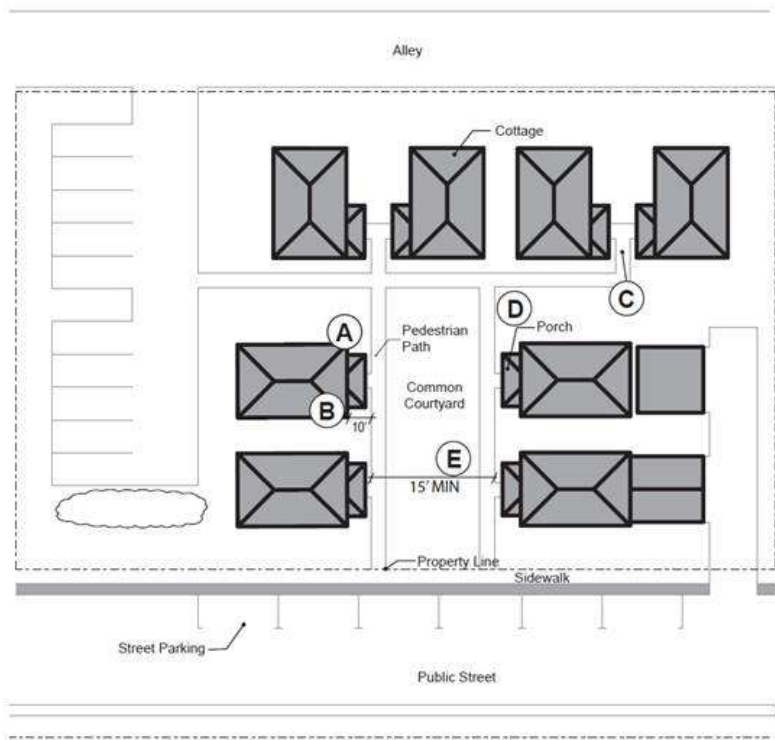 Alley
Cottage
C
D
A
Pedestrian
Path
Porch
Common
Courtyard
B
10'
E
15' MIN
Property Line
Sidewalk
Street Parking
Public Street